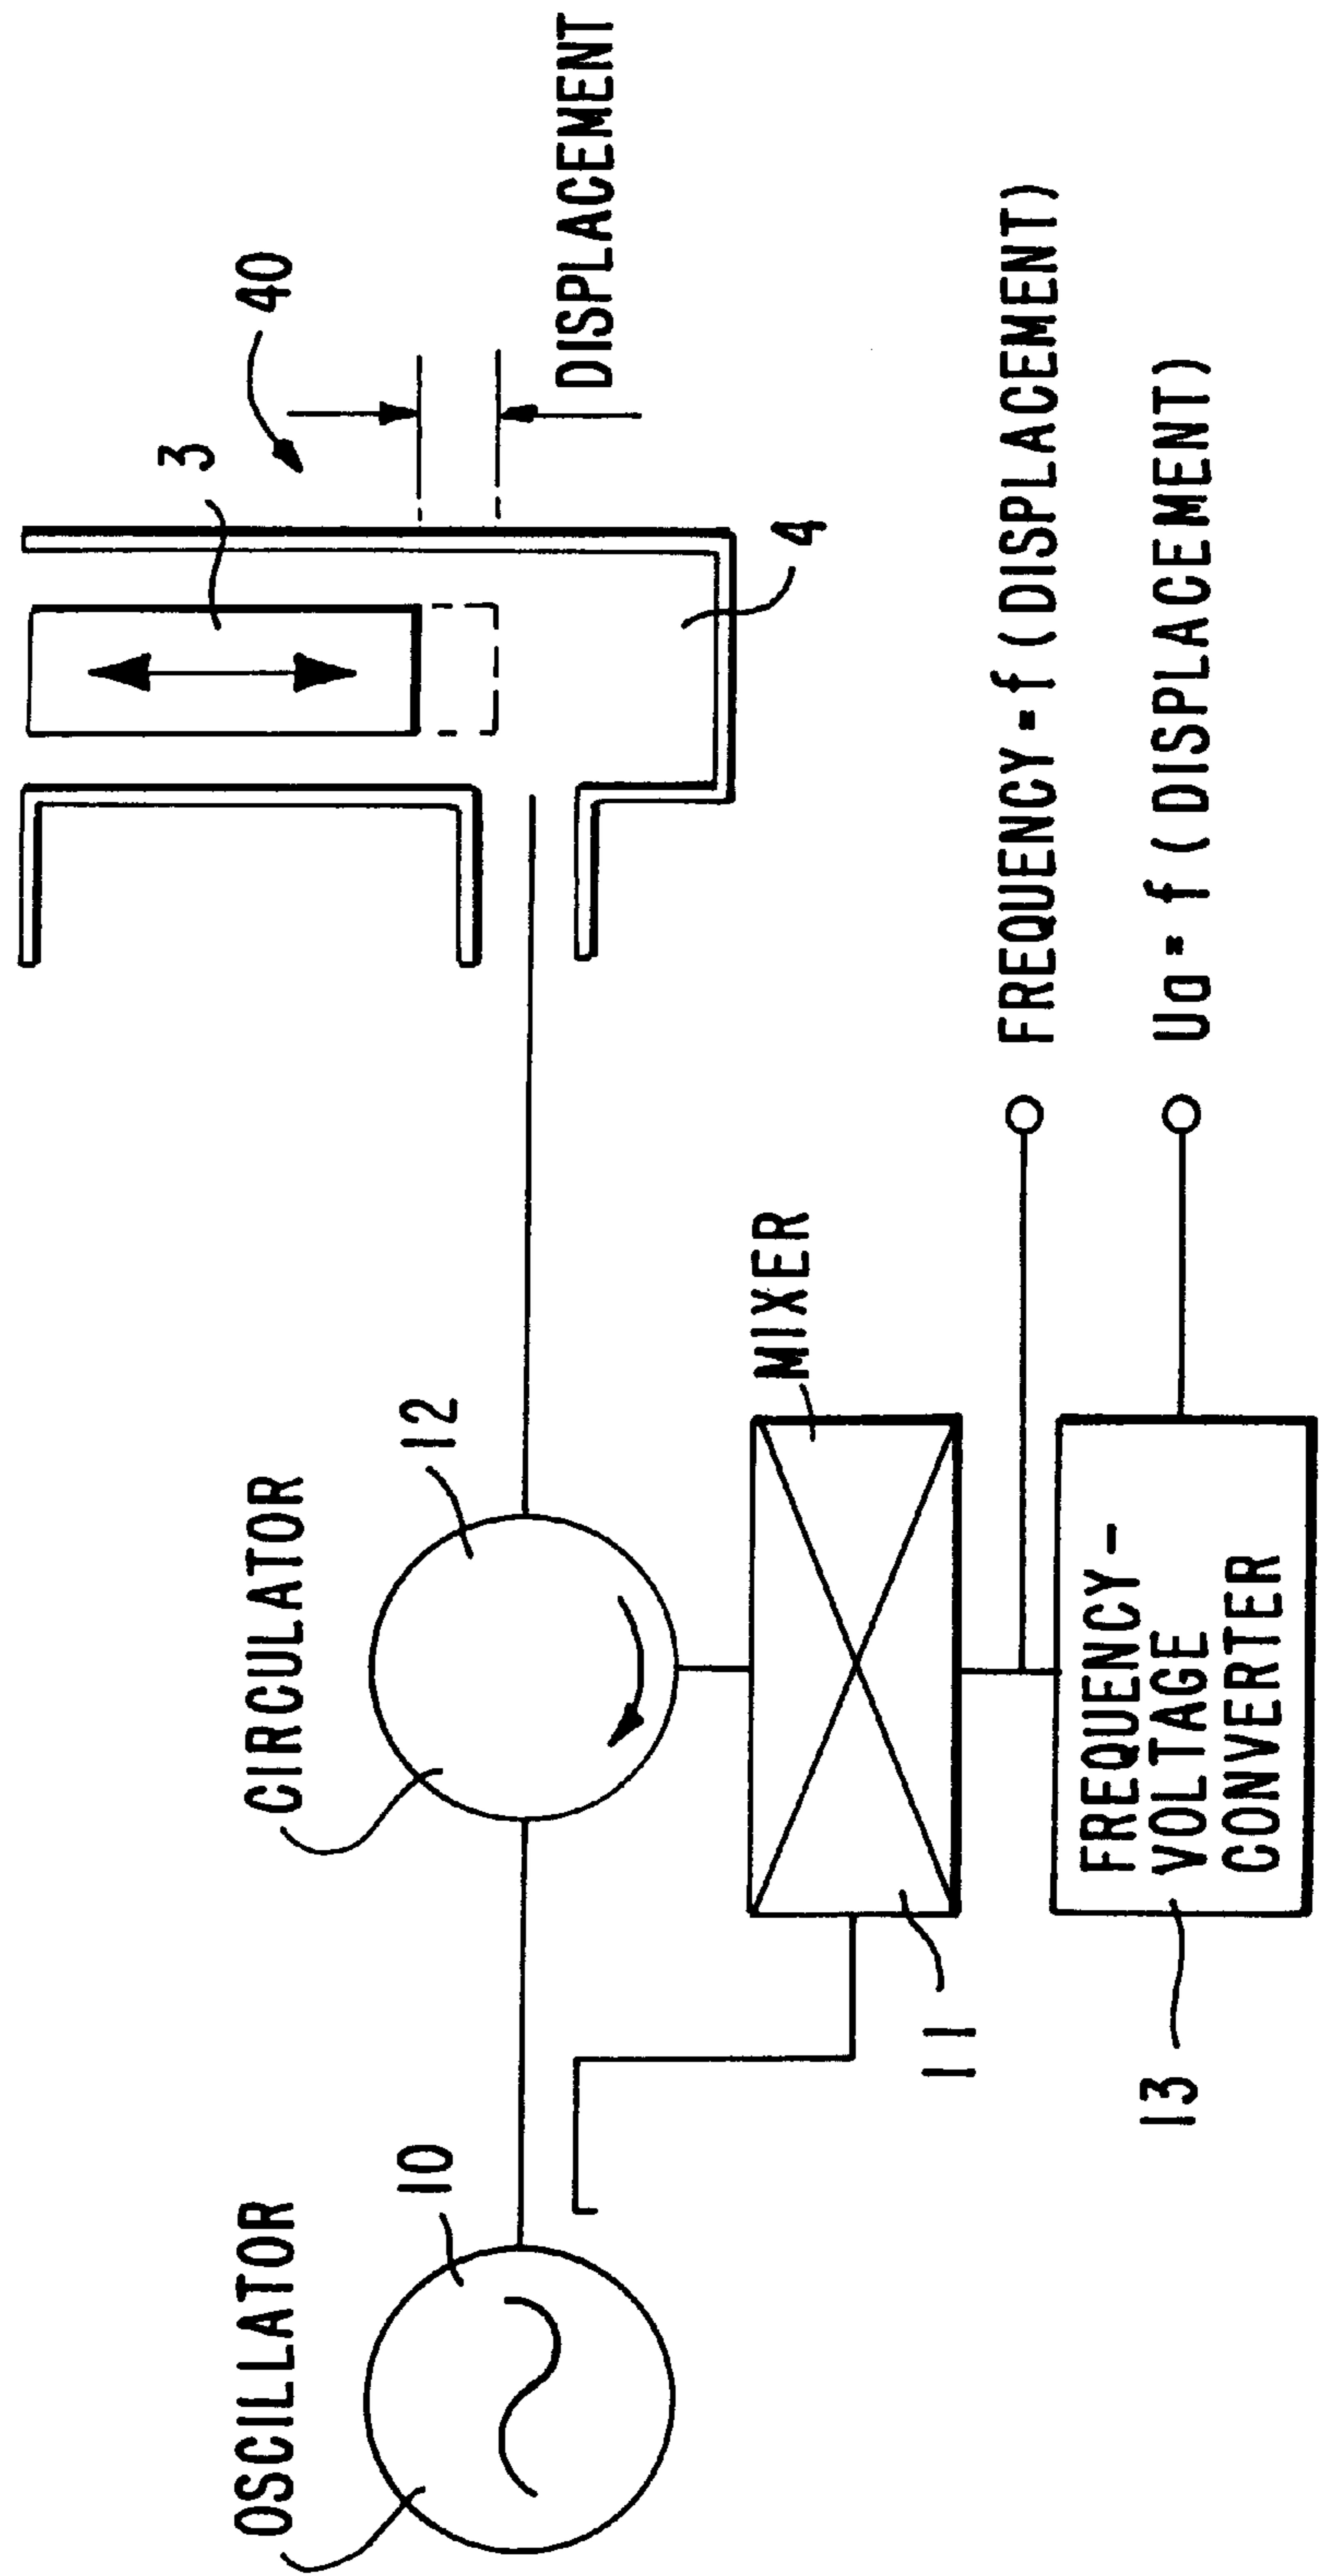 OSCILLATOR
10
CIRCULATOR
12
3
40
DISPLACEMENT
4
MIXER
11
FREQUENCY = f (DISPLACEMENT)
FREQUENCY-
VOLTAGE
CONVERTER
13
Ua = f (DISPLACEMENT)